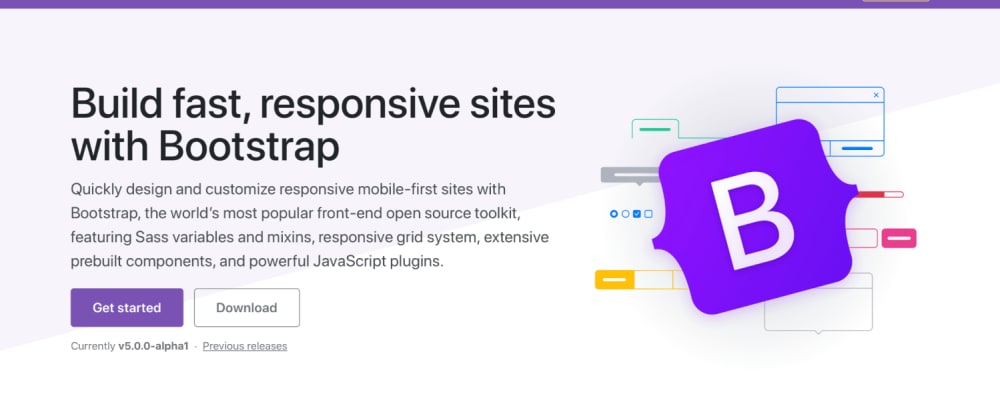 Build fast, responsive sites
with Bootstrap
Quickly design and customize responsive mobile-first sites with
Bootstrap, the world’s most popular front-end open source toolkit,
featuring Sass variables and mixins, responsive grid system, extensive
prebuilt components, and powerful JavaScript plugins.
Get started
Download
Currently v5.0.0-alpha1 · Previous releases
B